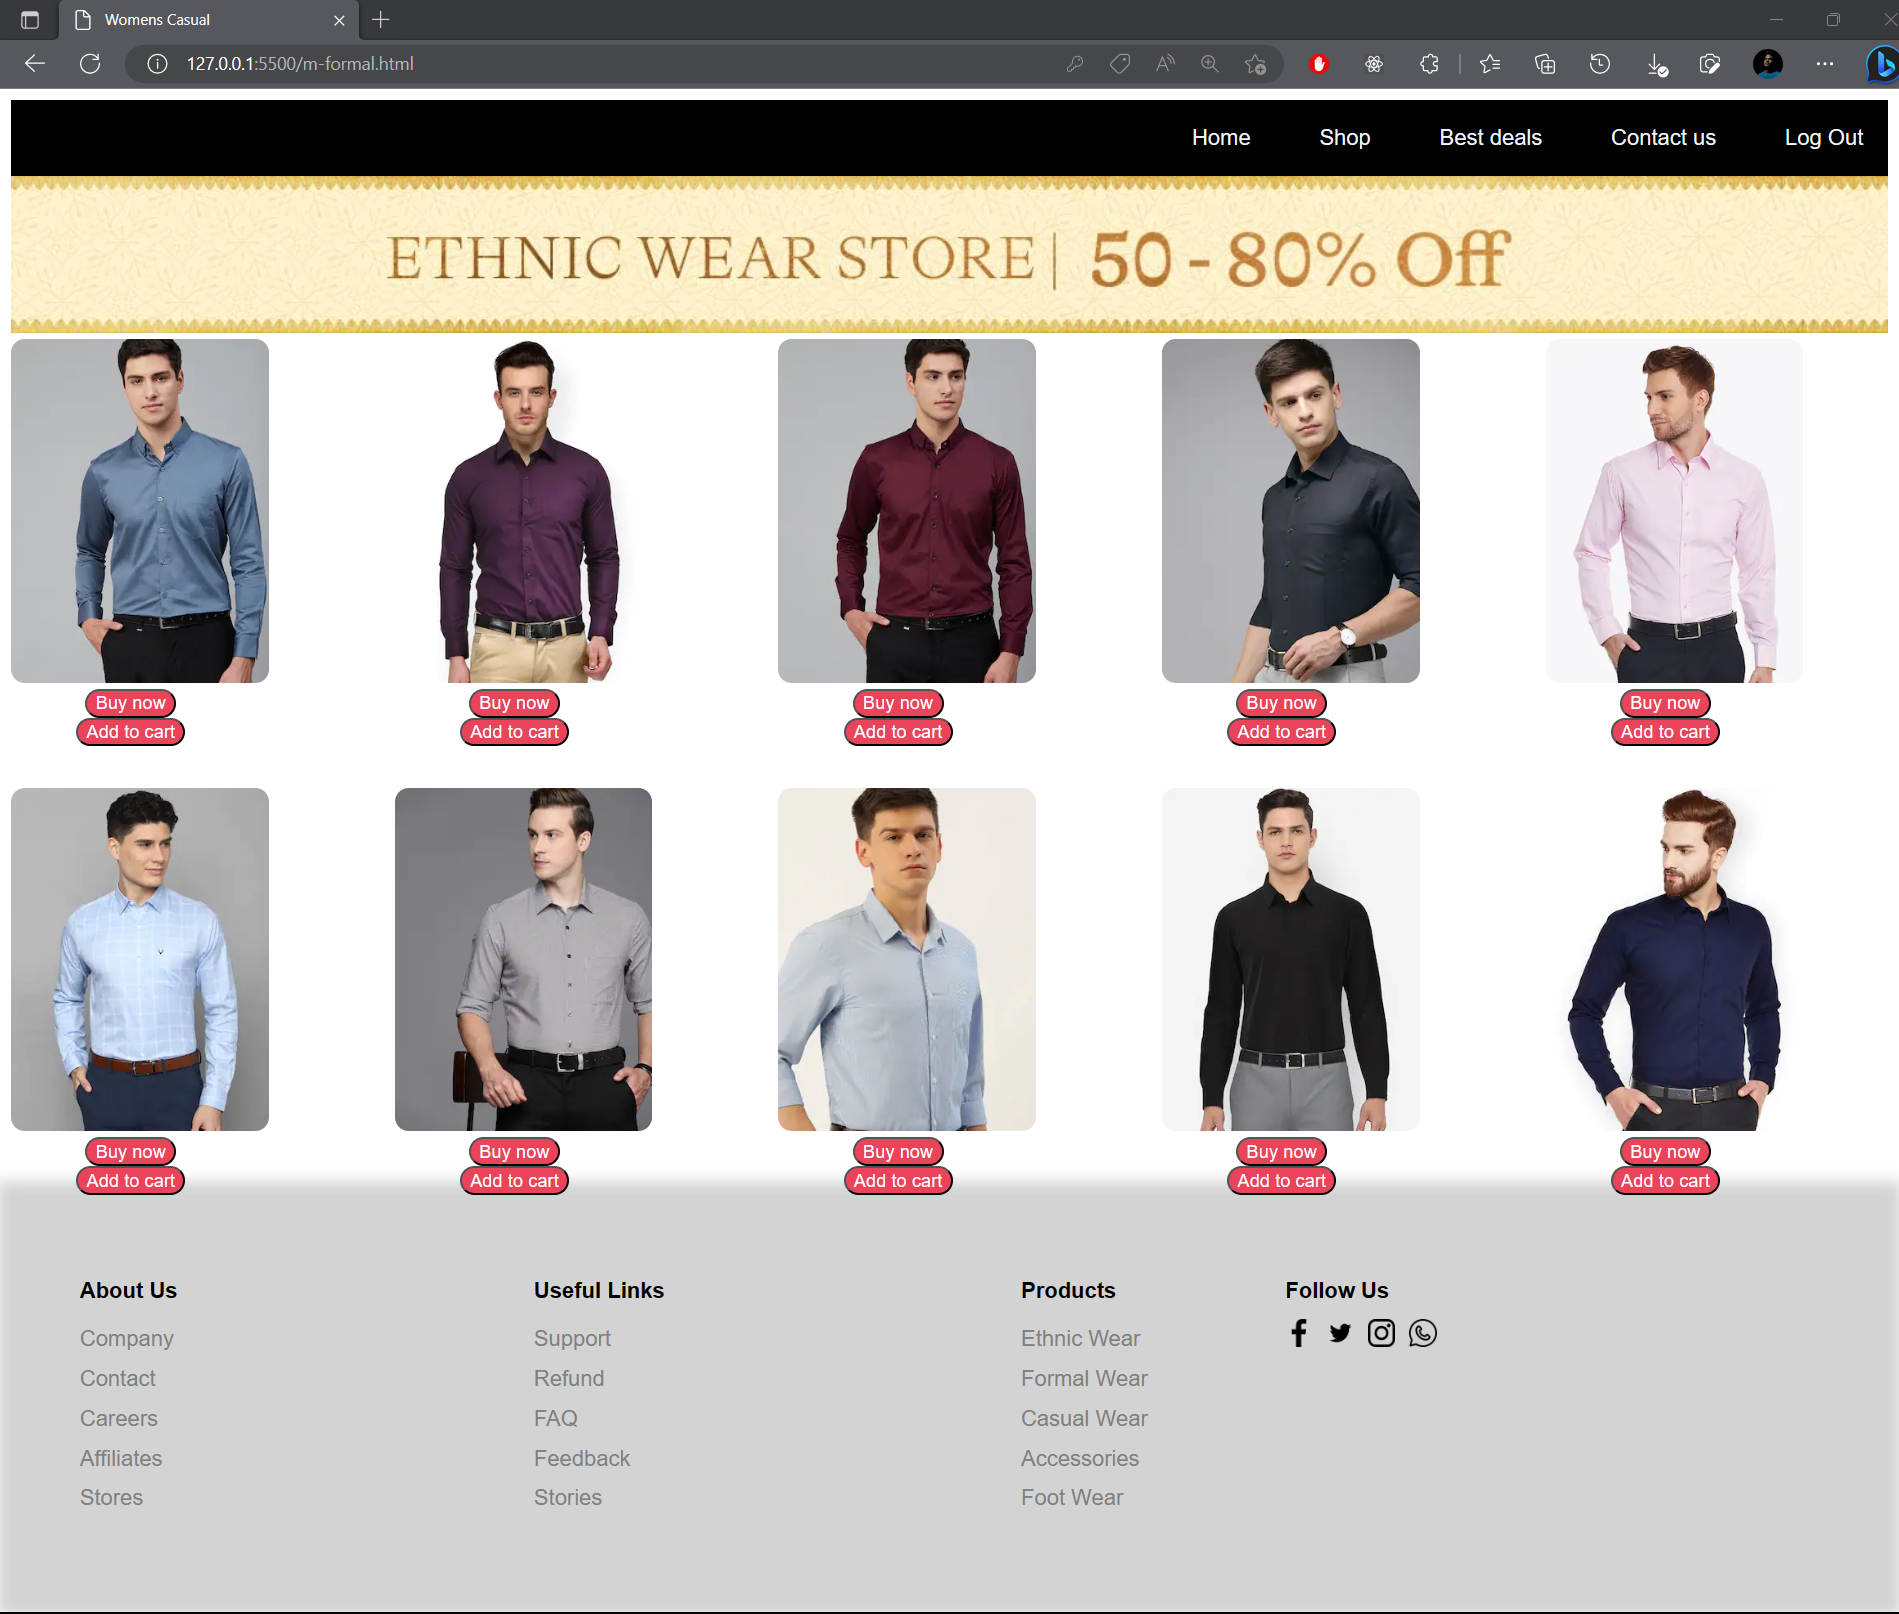 Womens Casual
127.0.0.1:5500/m-formal.html
Home Shop Best deals Contact us Log Out
ETHNIC WEAR STORE | 50 - 80% Off
Buy now Buy now Buy now Buy now Buy now
Add to cart Add to cart Add to cart Add to cart Add to cart
Buy now Buy now Buy now Buy now Buy now
Add to cart Add to cart Add to cart Add to cart Add to cart
About Us Useful Links Products Follow Us
Company Support Ethnic Wear
Contact Refund Formal Wear
Careers FAQ Casual Wear
Affiliates Feedback Accessories
Stores Stories Foot Wear